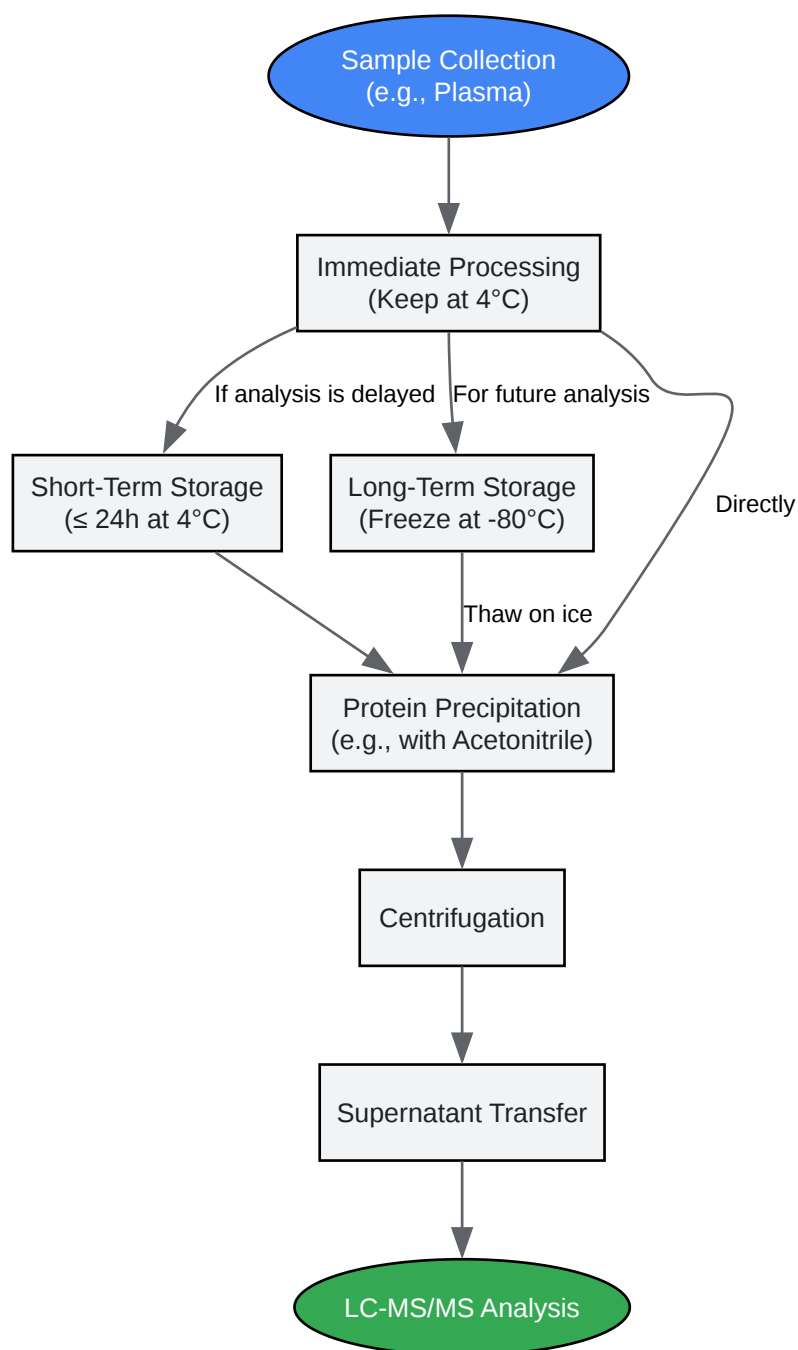 Sample Collection
(e.g., Plasma)
Immediate Processing
(Keep at 4°C)
If analysis is delayed
For future analysis
Short-Term Storage
(≤ 24h at 4°C)
Long-Term Storage
(Freeze at -80°C)
Directly
Thaw on ice
Protein Precipitation
(e.g., with Acetonitrile)
Centrifugation
Supernatant Transfer
LC-MS/MS Analysis